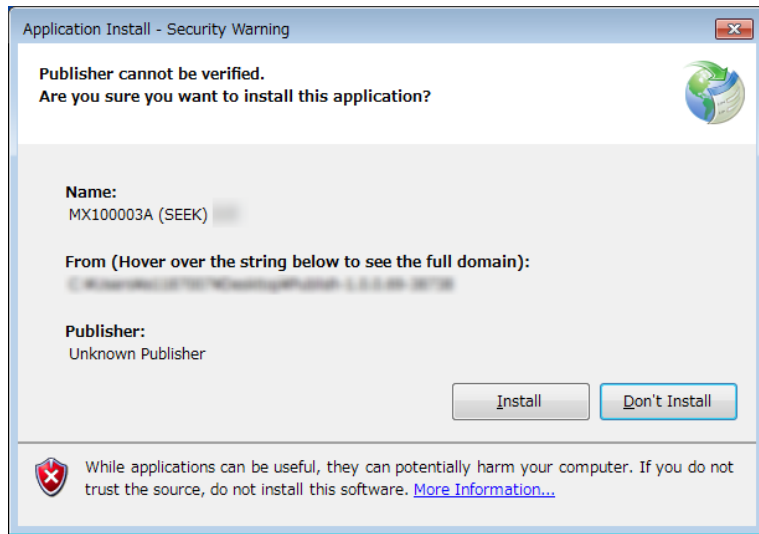 Application Install - Security Warning
Publisher cannot be verified.
Are you sure you want to install this application?
Name:
MX100003A (SEEK)
From (Hover over the string below to see the full domain):
Publisher:
Unknown Publisher
Install
Don't Install
While applications can be useful, they can potentially harm your computer. If you do not
trust the source, do not install this software. More Information...